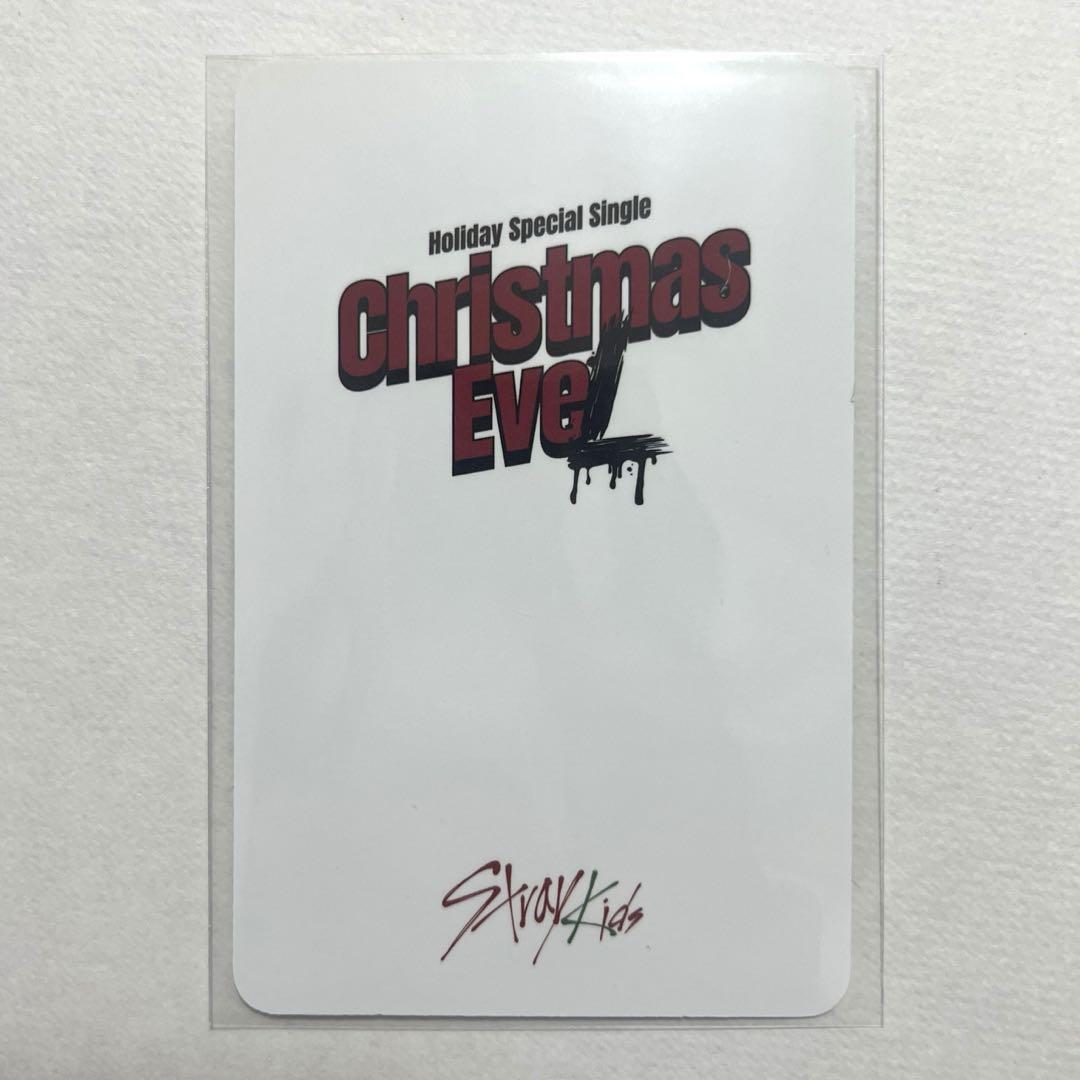 Holiday Special Single
Christmas
EveL
Stray Kids